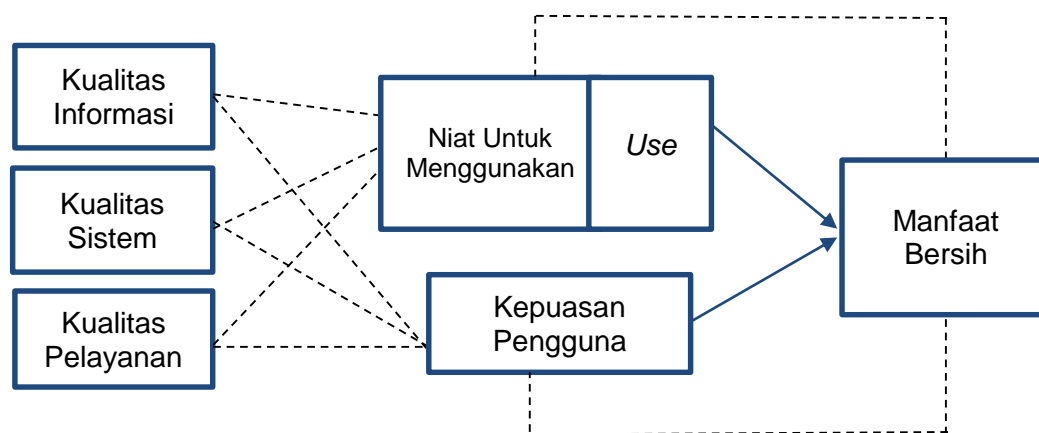 Kualitas
Informasi
Kualitas
Sistem
Kualitas
Pelayanan
Niat Untuk
Menggunakan
Use
Kepuasan
Pengguna
Manfaat
Bersih